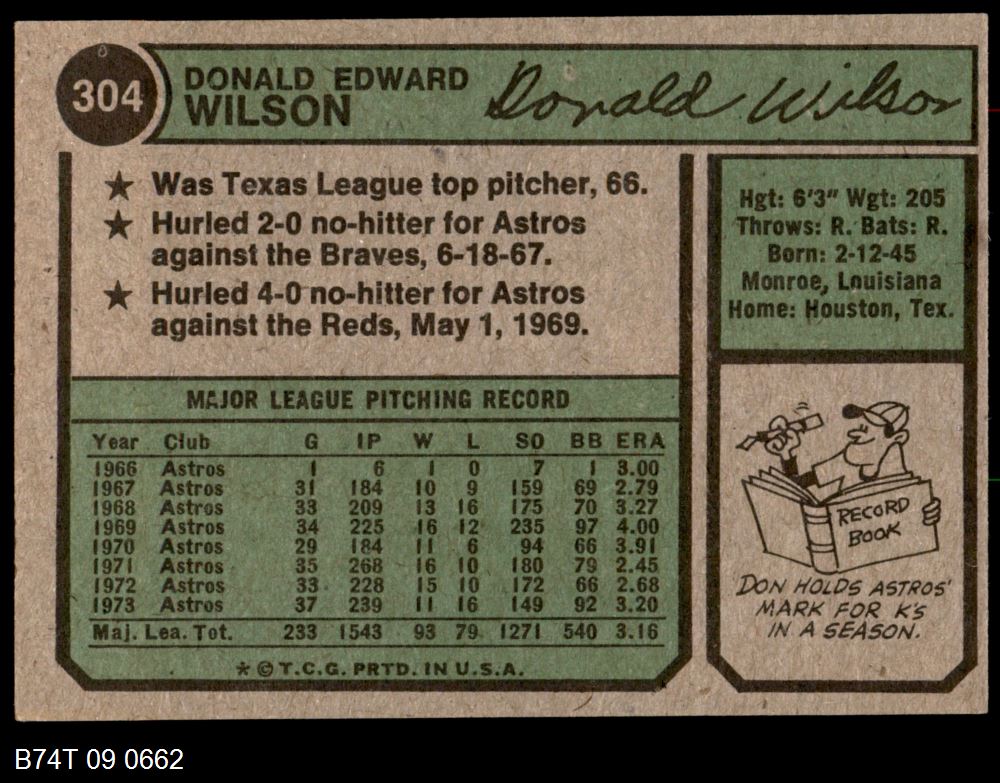 304
DONALD EDWARD
WILSON
Donald Wilson
★ Was Texas League top pitcher, 66.
★ Hurled 2-0 no-hitter for Astros
against the Braves, 6-18-67.
★ Hurled 4-0 no-hitter for Astros
against the Reds, May 1, 1969.
Hgt: 6'3" Wgt: 205
Throws: R. Bats: R.
Born: 2-12-45
Monroe, Louisiana
Home: Houston, Tex.
MAJOR LEAGUE PITCHING RECORD
Year Club G IP W L SO BB ERA
1966 Astros 1 6 1 0 7 1 3.00
1967 Astros 31 184 10 9 159 69 2.79
1968 Astros 33 209 13 16 175 70 3.27
1969 Astros 34 225 16 12 235 97 4.00
1970 Astros 29 184 11 6 94 66 3.91
1971 Astros 35 268 16 10 180 79 2.45
1972 Astros 33 228 15 10 172 66 2.68
1973 Astros 37 239 11 16 149 92 3.20
Maj. Lea. Tot. 233 1543 93 79 1271 540 3.16
* © T.C.G. PRTD. IN U.S.A.
RECORD
BOOK
DON HOLDS ASTROS'
MARK FOR K'S
IN A SEASON.
B74T 09 0662